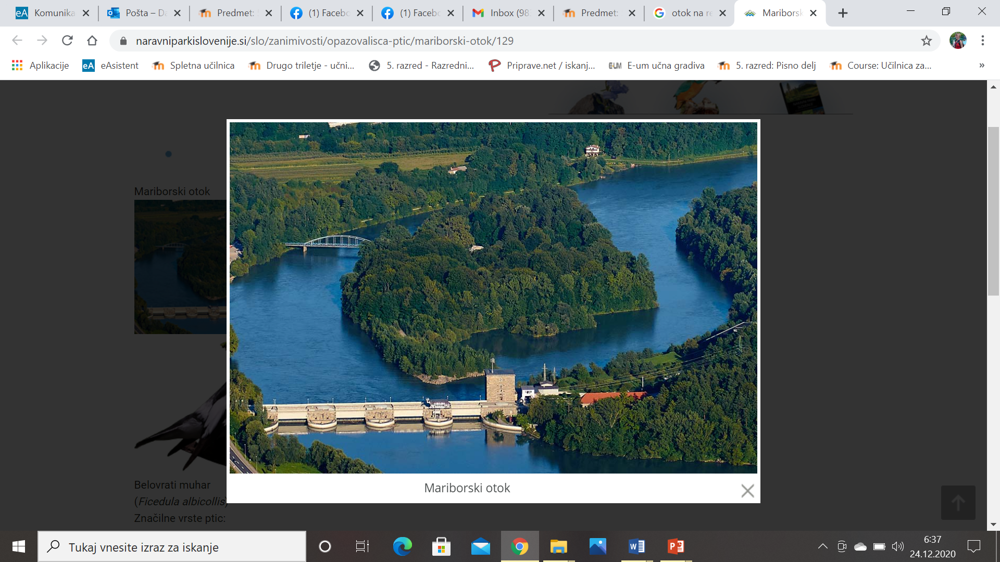 Komunika
Pošta – Da
Predmet: 5
(1) Facebo
(1) Facebo
Inbox (98
Predmet:
otok na re
Mariborsk
naravniparkislovenije.si/slo/zanimivosti/opazovalisca-ptic/mariborski-otok/129
Aplikacije
eAsistent
Spletna učilnica
Drugo triletje - učni...
5. razred - Razredni...
Priprave.net / iskanj...
E-um učna gradiva
5. razred: Pisno delj
Course: Učilnica za...
»
Mariborski otok
Mariborski otok
Belovrati muhar
(Ficedula albicollis)
Značilne vrste ptic:
Tukaj vnesite izraz za iskanje
6:37
24.12.2020